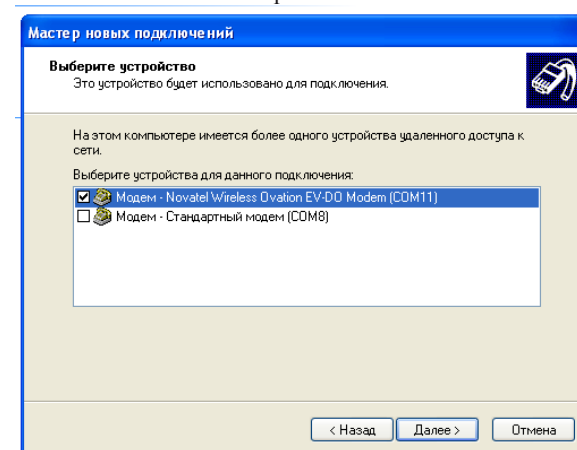 Мастер новых подключений
Выберите устройство
Это устройство будет использовано для подключения.
На этом компьютере имеется более одного устройства удаленного доступа к
сети.
Выберите устройства для данного подключения:
Модем - Novatel Wireless Ovation EV-DO Modem (COM11)
Модем - Стандартный модем (COM8)
< Назад Далее > Отмена